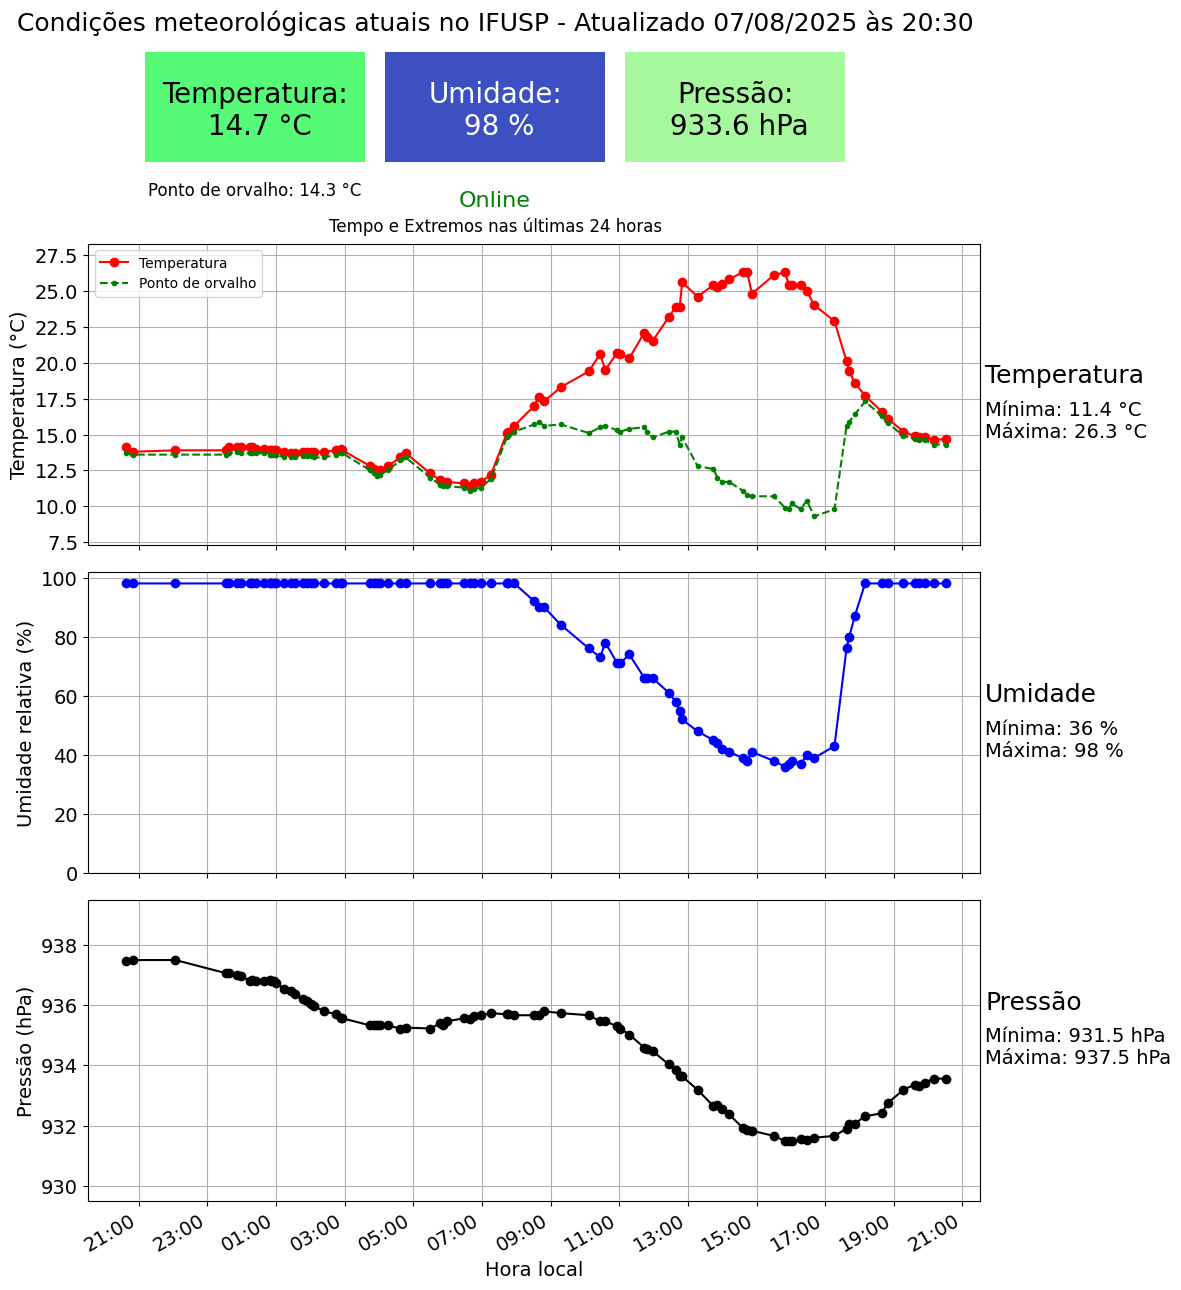 Condições meteorológicas atuais no IFUSP - Atualizado 07/08/2025 às 20:30
Temperatura:
14.7 °C
Umidade:
98 %
Pressão:
933.6 hPa
Ponto de orvalho: 14.3 °C
Online
Tempo e Extremos nas últimas 24 horas
Temperatura
Ponto de orvalho
Temperatura (°C)
27.5
25.0
22.5
20.0
17.5
15.0
12.5
10.0
7.5
Temperatura
Mínima: 11.4 °C
Máxima: 26.3 °C
Umidade relativa (%)
100
80
60
40
20
0
Umidade
Mínima: 36 %
Máxima: 98 %
Pressão (hPa)
938
936
934
932
930
Pressão
Mínima: 931.5 hPa
Máxima: 937.5 hPa
21:00 23:00 01:00 03:00 05:00 07:00 09:00 11:00 13:00 15:00 17:00 19:00 21:00
Hora local